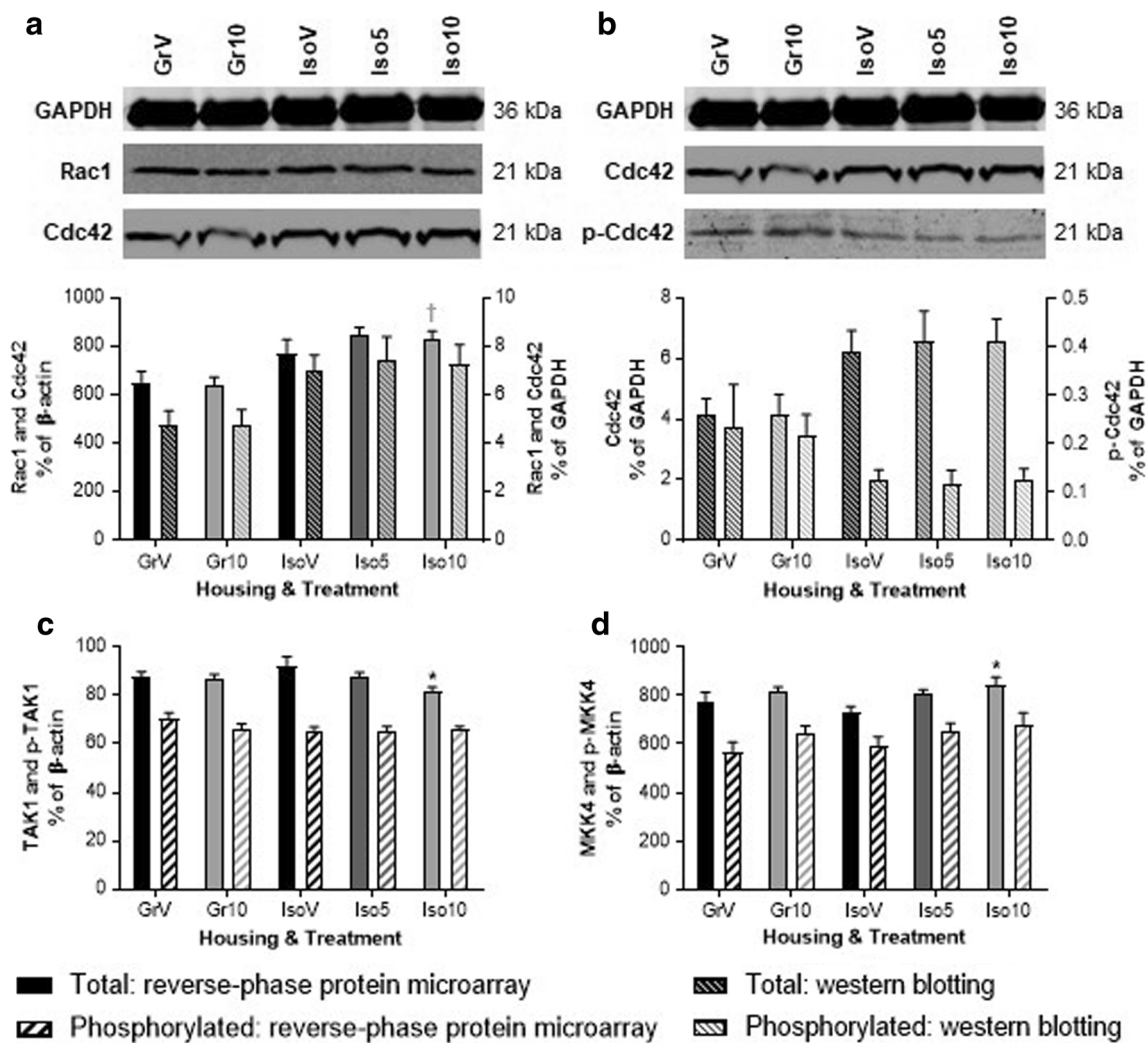 a
GrV Gr10 IsoV Iso5 Iso10
GAPDH 36 kDa
Rac1 21 kDa
Cdc42 21 kDa
Rac1 and Cdc42
% of β-actin
1000
800
600
400
200
0
Rac1 and Cdc42
% of GAPDH
10
8
6
4
2
0
†
GrV Gr10 IsoV Iso5 Iso10
Housing & Treatment
b
GrV Gr10 IsoV Iso5 Iso10
GAPDH 36 kDa
Cdc42 21 kDa
p-Cdc42 21 kDa
Cdc42
% of GAPDH
8
6
4
2
0
p-Cdc42
% of GAPDH
0.5
0.4
0.3
0.2
0.1
0.0
GrV Gr10 IsoV Iso5 Iso10
Housing & Treatment
c
TAK1 and p-TAK1
% of β-actin
100
80
60
40
20
0
*
GrV Gr10 IsoV Iso5 Iso10
Housing & Treatment
d
MKK4 and p-MKK4
% of β-actin
1000
800
600
400
200
0
*
GrV Gr10 IsoV Iso5 Iso10
Housing & Treatment
Total: reverse-phase protein microarray
Total: western blotting
Phosphorylated: reverse-phase protein microarray
Phosphorylated: western blotting